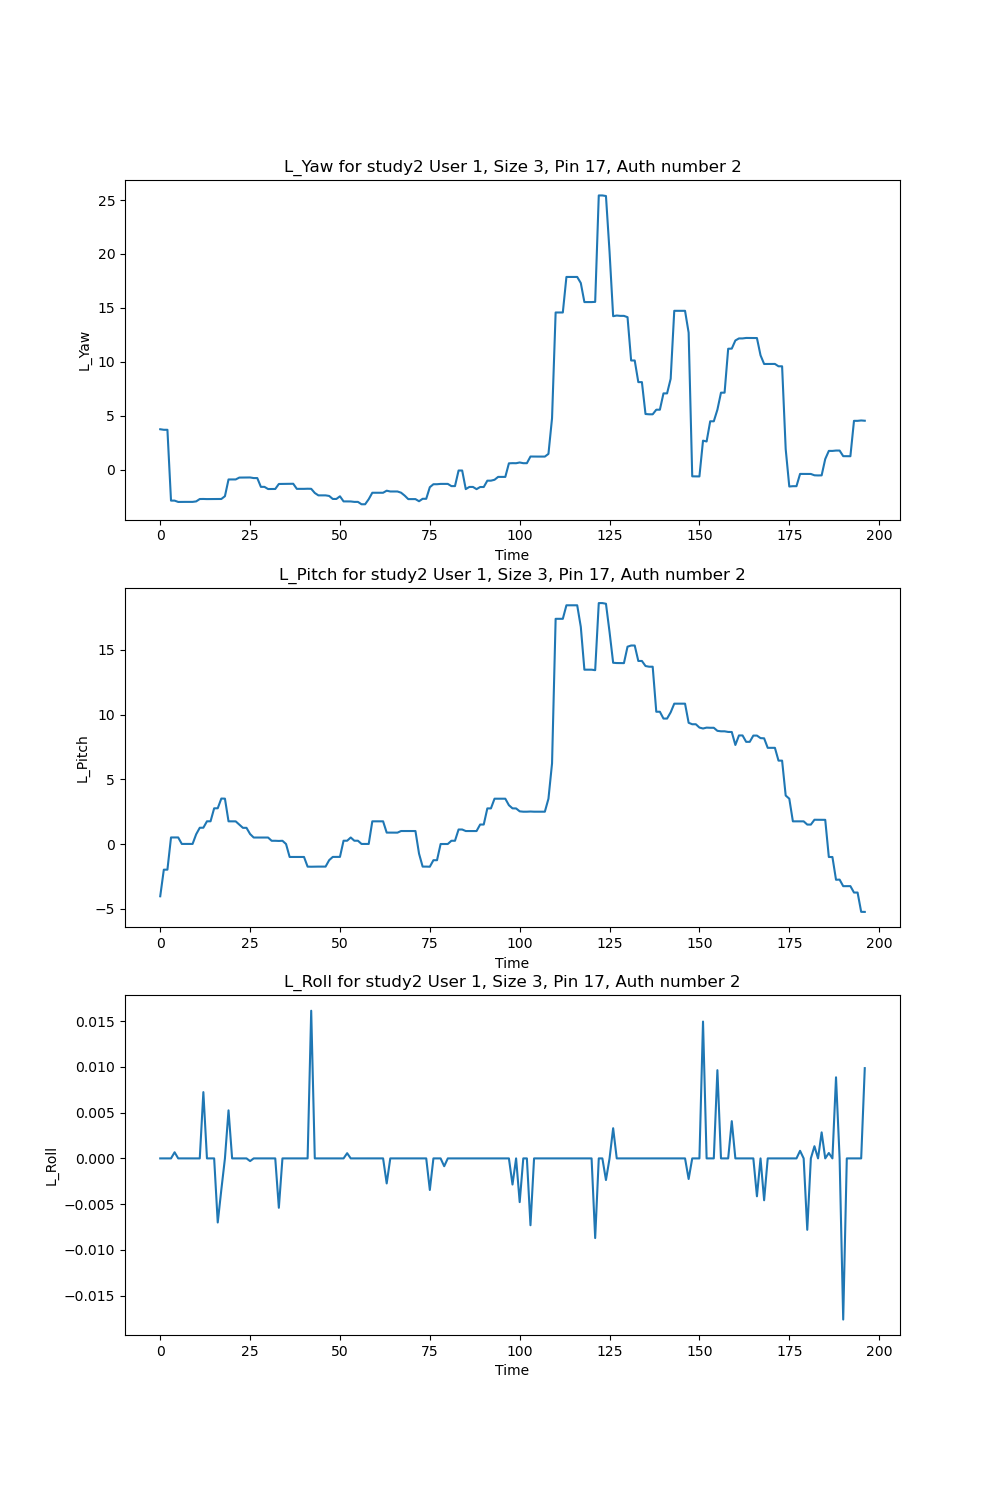 L_Yaw for study2 User 1, Size 3, Pin 17, Auth number 2
25
20
15
10
5
0
L_Yaw
0 25 50 75 100 125 150 175 200
Time
L_Pitch for study2 User 1, Size 3, Pin 17, Auth number 2
15
10
5
0
−5
L_Pitch
0 25 50 75 100 125 150 175 200
Time
L_Roll for study2 User 1, Size 3, Pin 17, Auth number 2
0.015
0.010
0.005
0.000
−0.005
−0.010
−0.015
L_Roll
0 25 50 75 100 125 150 175 200
Time